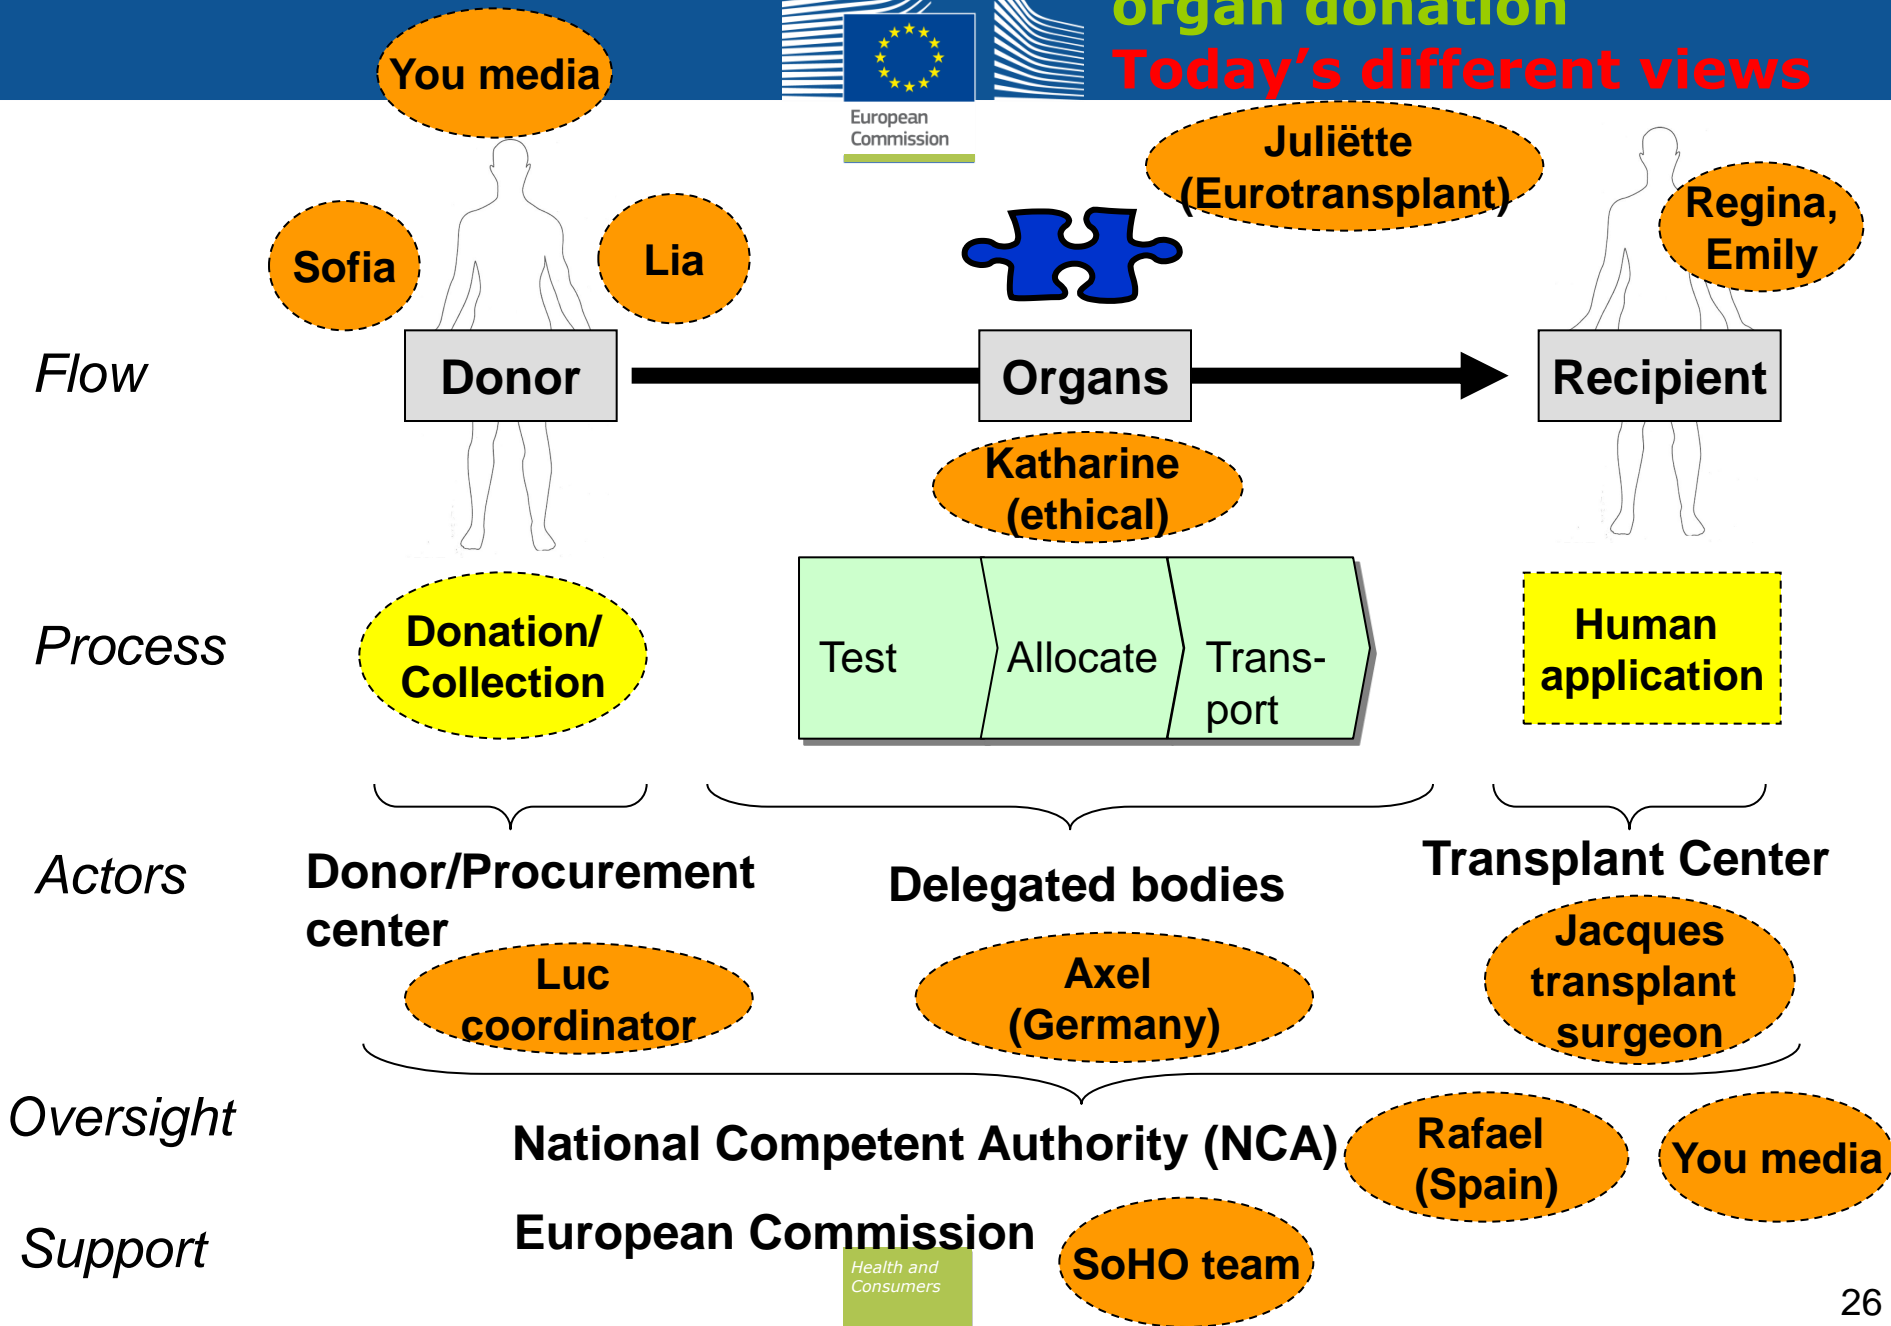 organ donation
Today's different views
You media
European
Commission
Juliëtte
(Eurotransplant)
Regina,
Emily
Sofia
Lia
Flow
Donor
Organs
Recipient
Katharine
(ethical)
Process
Donation/
Collection
Test
Allocate
Trans-
port
Human
application
Actors
Donor/Procurement
center
Delegated bodies
Transplant Center
Luc
coordinator
Axel
(Germany)
Jacques
transplant
surgeon
Oversight
National Competent Authority (NCA)
Rafael
(Spain)
You media
Support
European Commission
SoHO team
Health and
Consumers
26